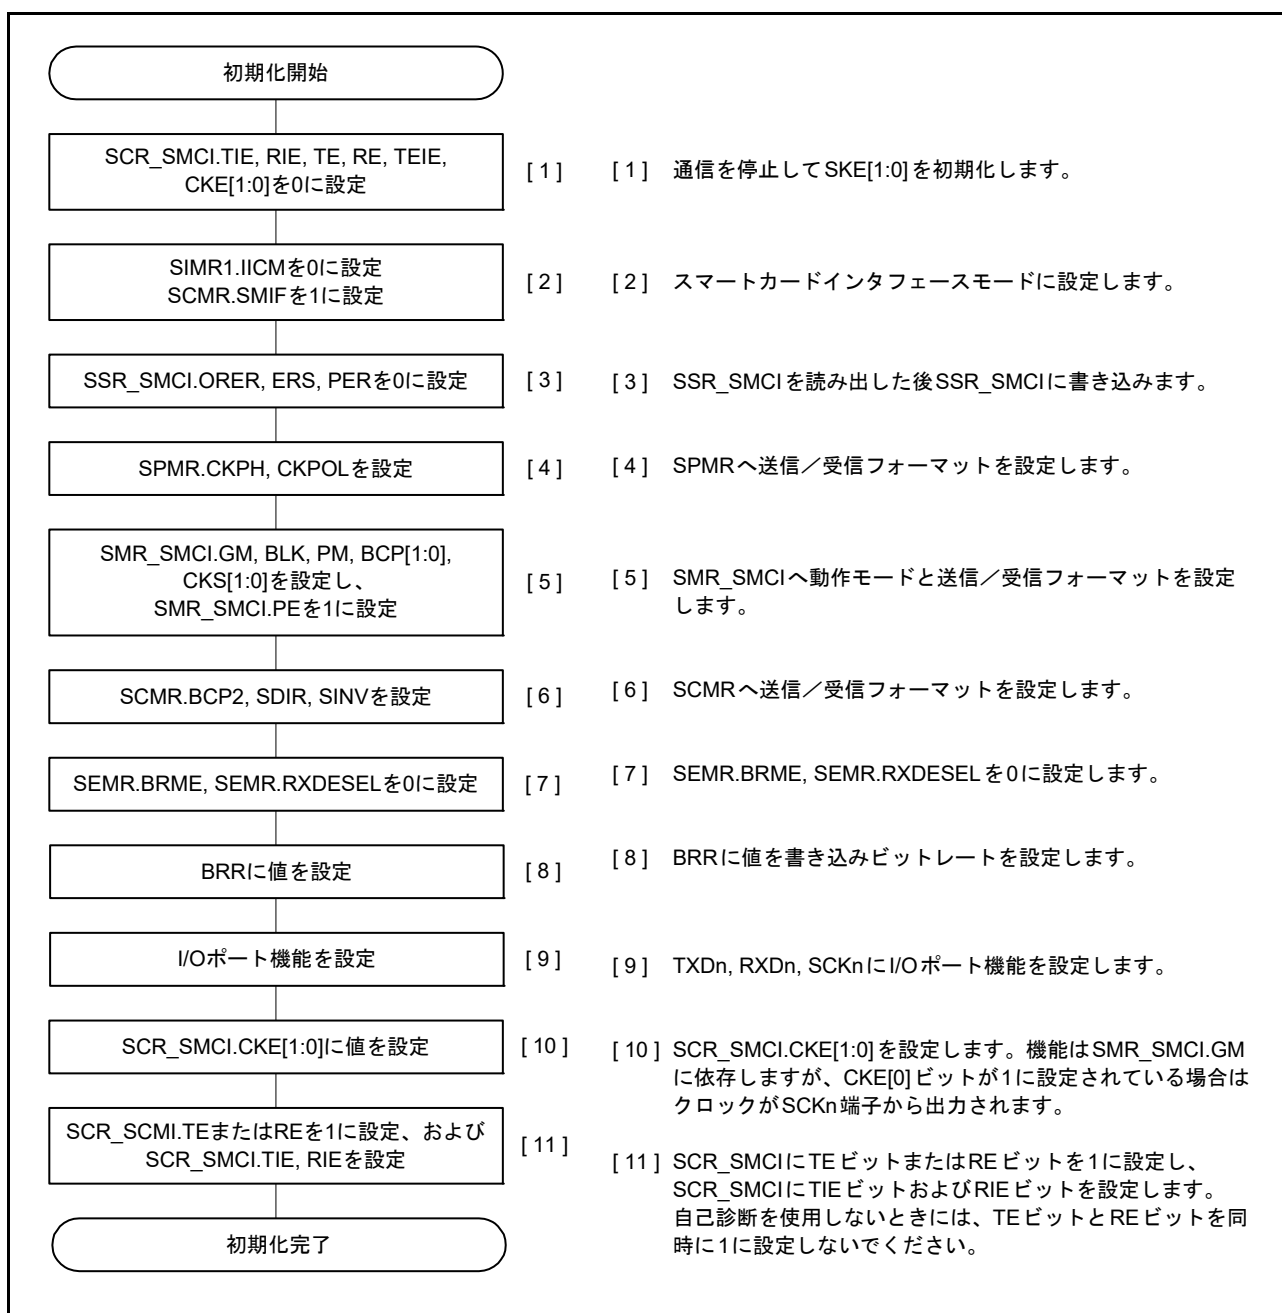 初期化開始
SCR_SMCI.TIE, RIE, TE, RE, TEIE,
CKE[1:0]を0に設定
[ 1 ]
[ 1 ] 通信を停止してSKE[1:0]を初期化します。
SIMR1.IICMを0に設定
SCMR.SMIFを1に設定
[ 2 ]
[ 2 ] スマートカードインタフェースモードに設定します。
SSR_SMCI.ORER, ERS, PERを0に設定
[ 3 ]
[ 3 ] SSR_SMCIを読み出した後SSR_SMCIに書き込みます。
SPMR.CKPH, CKPOLを設定
[ 4 ]
[ 4 ] SPMRへ送信／受信フォーマットを設定します。
SMR_SMCI.GM, BLK, PM, BCP[1:0],
CKS[1:0]を設定し、
SMR_SMCI.PEを1に設定
[ 5 ]
[ 5 ] SMR_SMCIへ動作モードと送信／受信フォーマットを設定
します。
SCMR.BCP2, SDIR, SINVを設定
[ 6 ]
[ 6 ] SCMRへ送信／受信フォーマットを設定します。
SEMR.BRME, SEMR.RXDESELを0に設定
[ 7 ]
[ 7 ] SEMR.BRME, SEMR.RXDESELを0に設定します。
BRRに値を設定
[ 8 ]
[ 8 ] BRRに値を書き込みビットレートを設定します。
I/Oポート機能を設定
[ 9 ]
[ 9 ] TXDn, RXDn, SCKnにI/Oポート機能を設定します。
SCR_SMCI.CKE[1:0]に値を設定
[ 10 ]
[ 10 ] SCR_SMCI.CKE[1:0]を設定します。機能はSMR_SMCI.GM
に依存しますが、CKE[0]ビットが1に設定されている場合は
クロックがSCKn端子から出力されます。
SCR_SCMI.TEまたはREを1に設定、および
SCR_SMCI.TIE, RIEを設定
[ 11 ]
[ 11 ] SCR_SMCIにTEビットまたはREビットを1に設定し、
SCR_SMCIにTIEビットおよびRIEビットを設定します。
自己診断を使用しないときには、TEビットとREビットを同
時に1に設定しないでください。
初期化完了